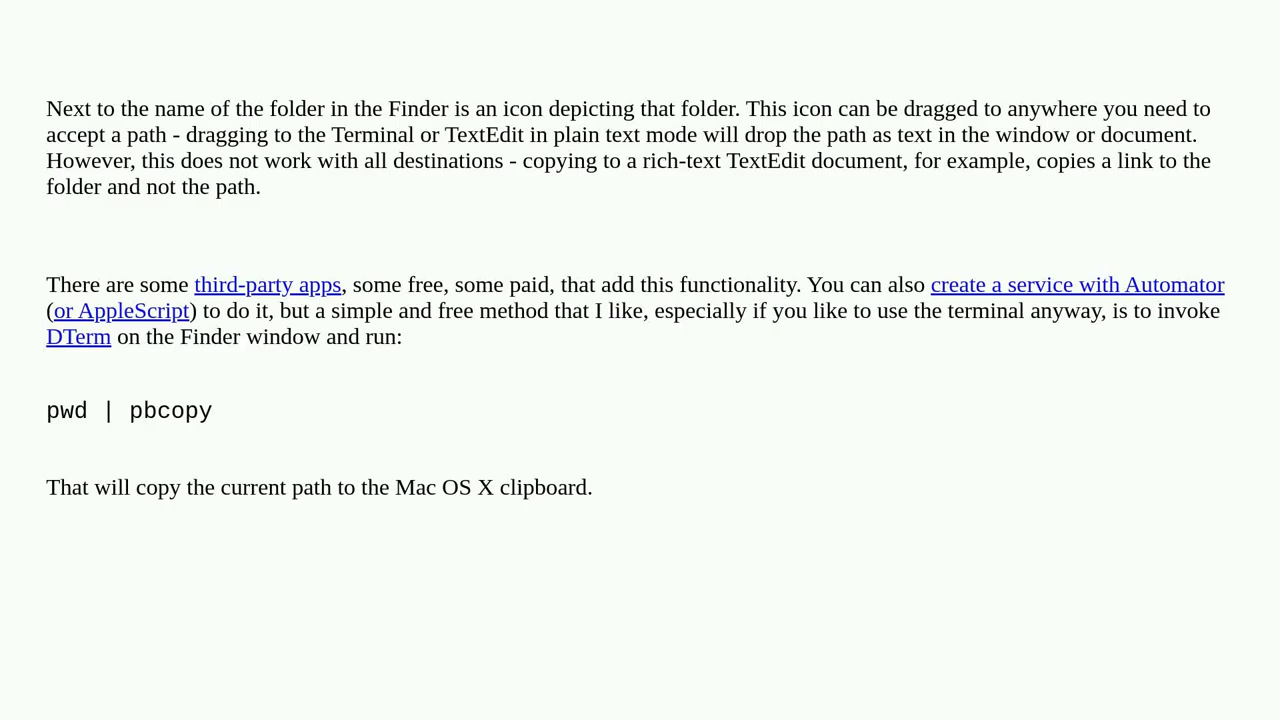 Next to the name of the folder in the Finder is an icon depicting that folder. This icon can be dragged to anywhere you need to
accept a path - dragging to the Terminal or TextEdit in plain text mode will drop the path as text in the window or document.
However, this does not work with all destinations - copying to a rich-text TextEdit document, for example, copies a link to the
folder and not the path.
There are some third-party apps, some free, some paid, that add this functionality. You can also create a service with Automator
(or AppleScript) to do it, but a simple and free method that I like, especially if you like to use the terminal anyway, is to invoke
DTerm on the Finder window and run:
pwd | pbcopy
That will copy the current path to the Mac OS X clipboard.